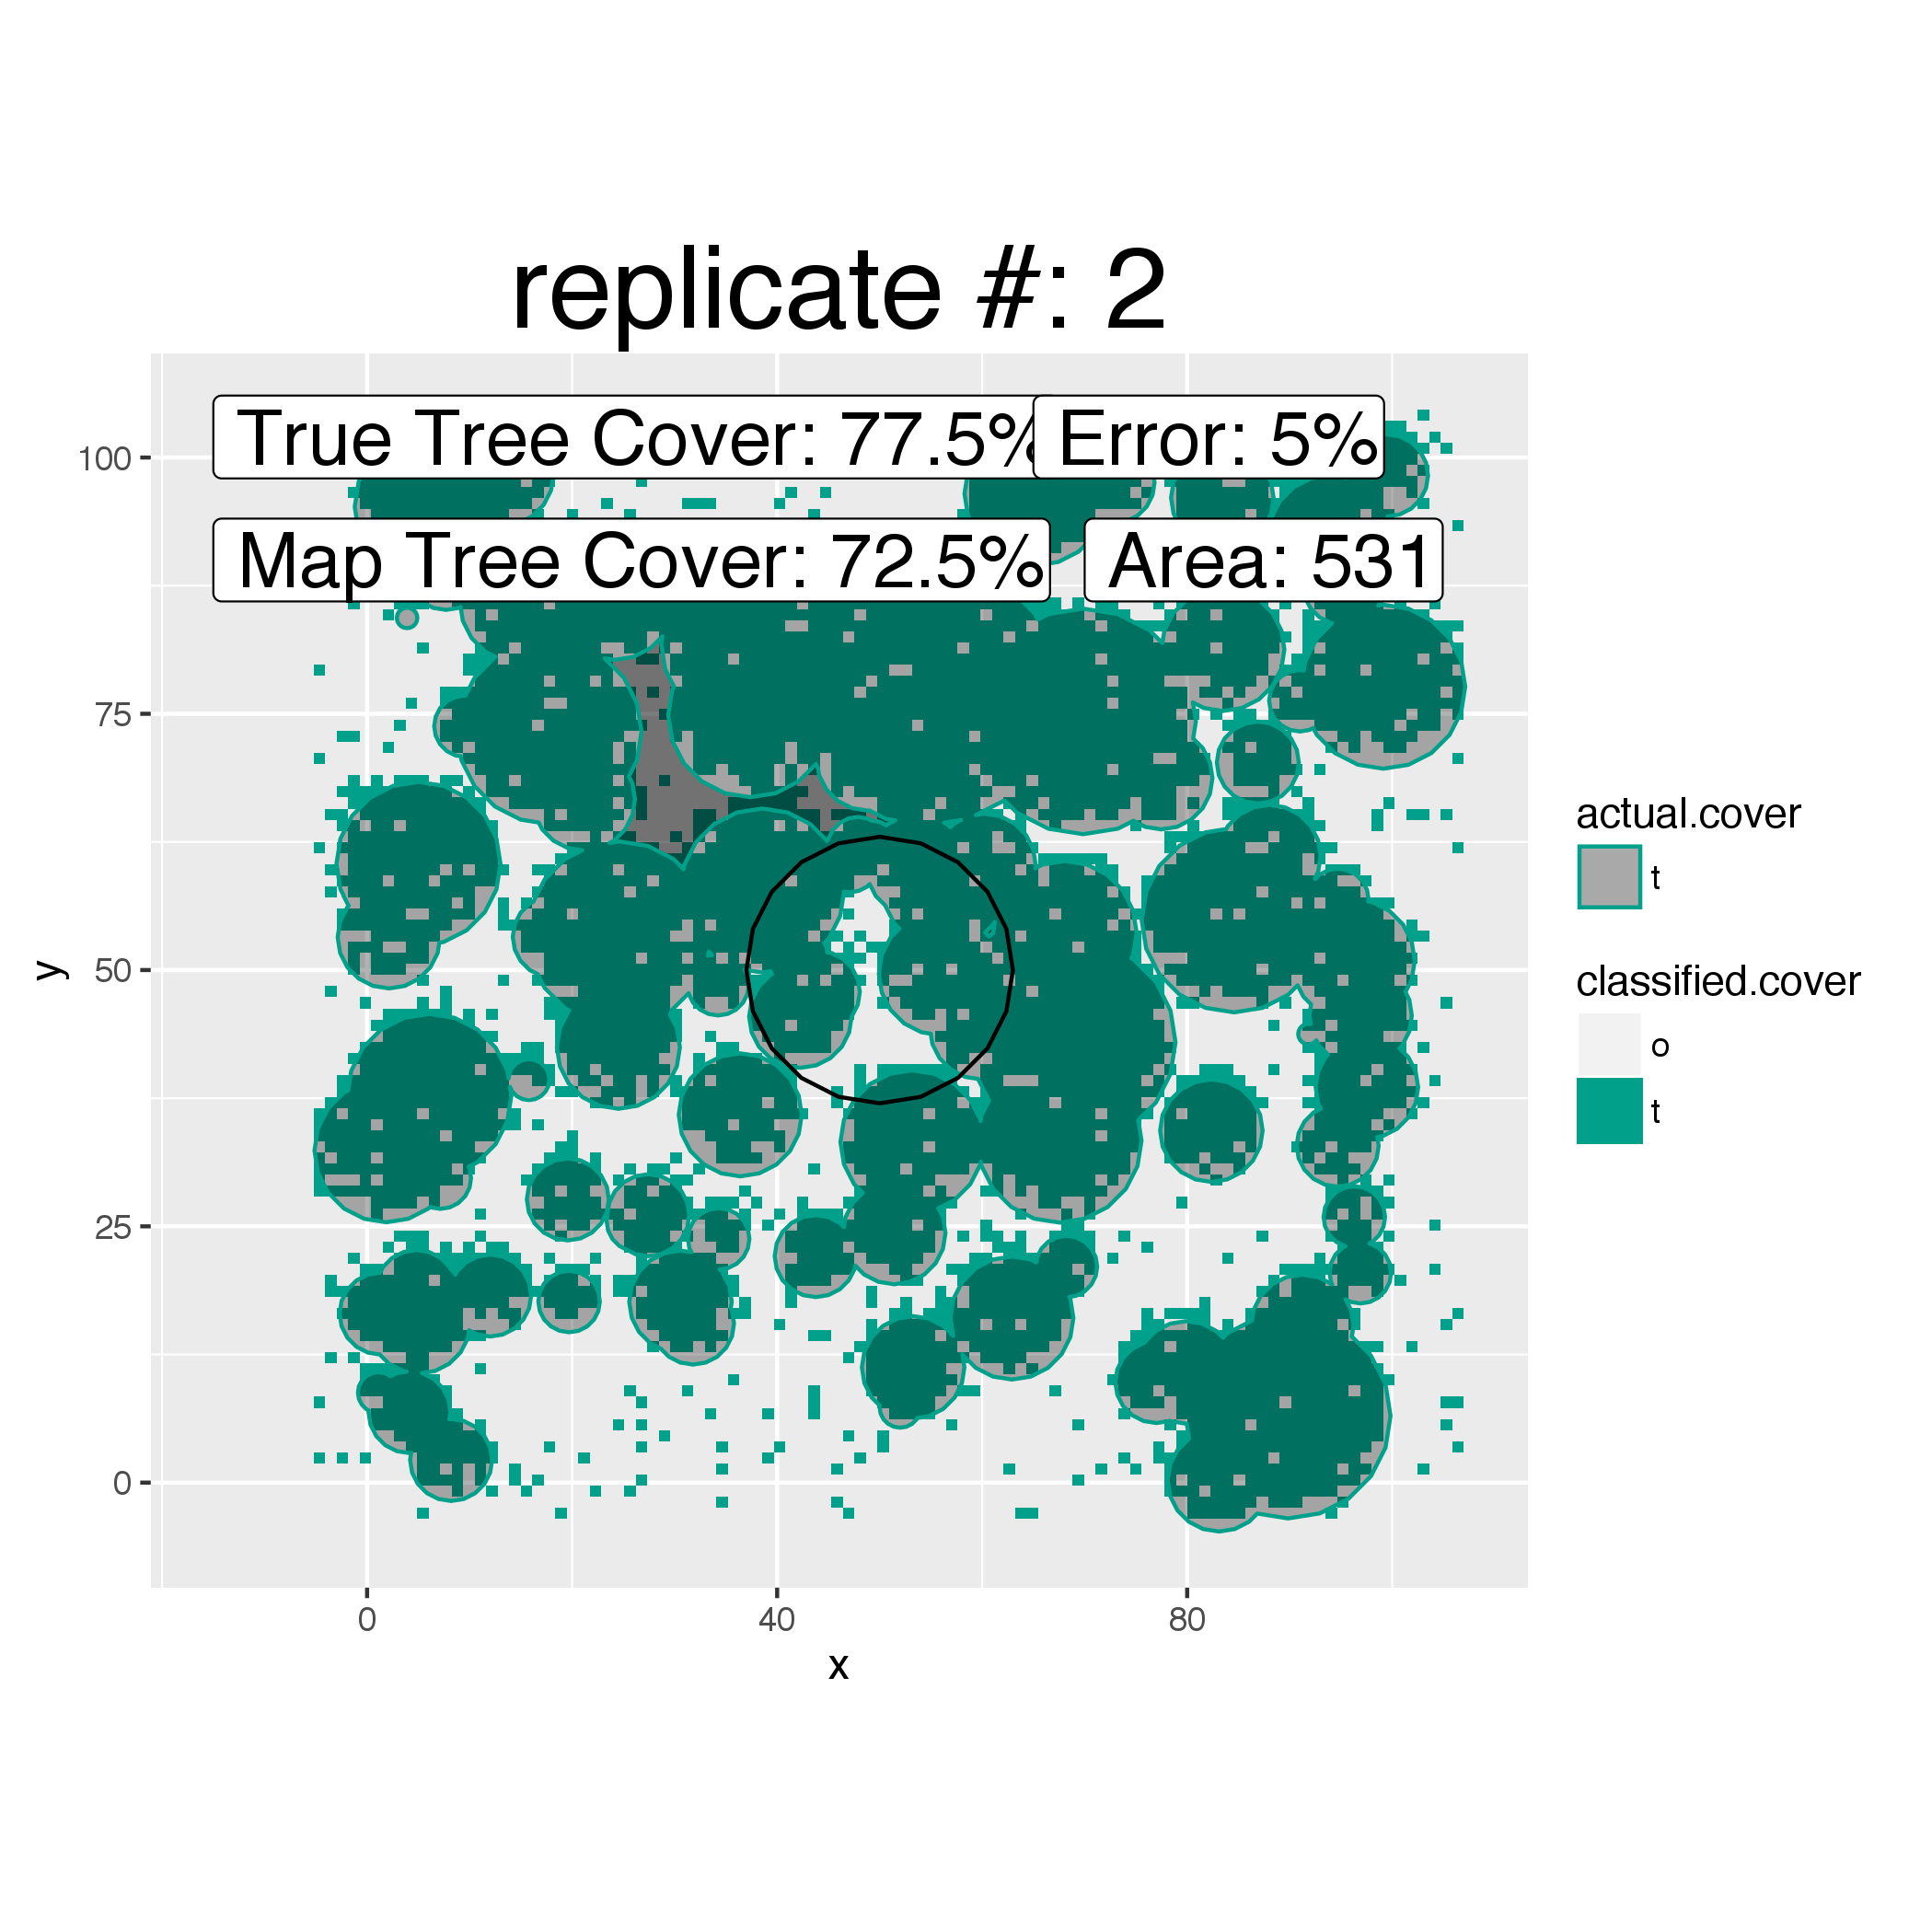 replicate #: 2
True Tree Cover: 77.5%
Error: 5%
Map Tree Cover: 72.5%
Area: 531
100
75
50
25
0
y
0
40
80
x
actual.cover
t
classified.cover
o
t